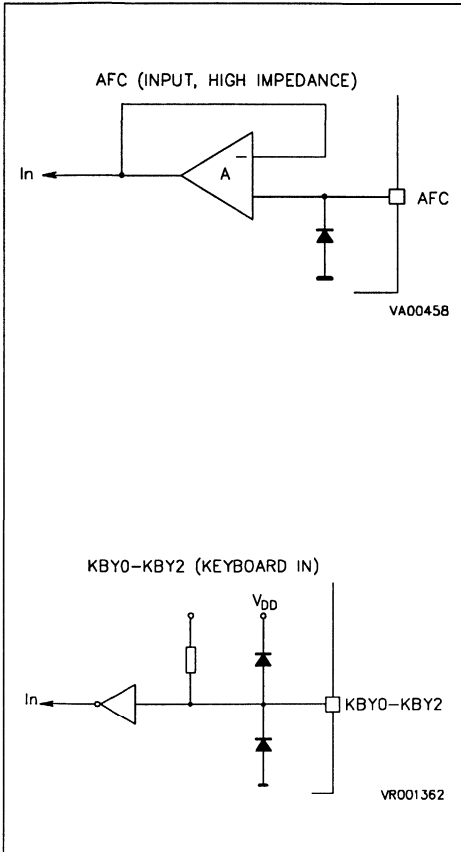 AFC (INPUT, HIGH IMPEDANCE)
In
A
AFC
VA00458
KBY0-KBY2 (KEYBOARD IN)
VDD
In
KBY0-KBY2
VR001362